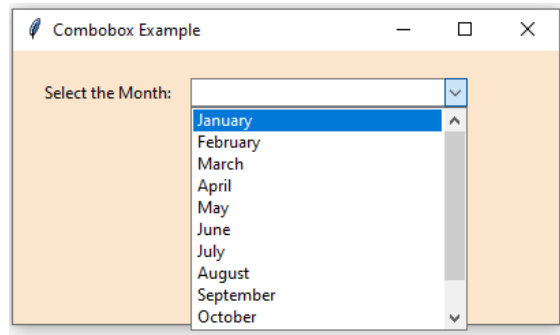 Combobox Example
Select the Month:
January
February
March
April
May
June
July
August
September
October